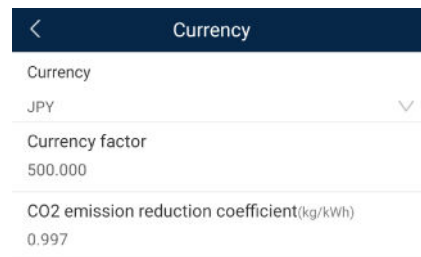 Currency
Currency
JPY
Currency factor
500.000
CO2 emission reduction coefficient(kg/kWh)
0.997